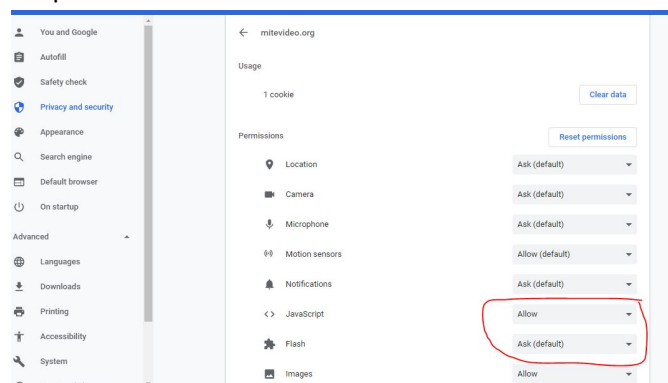 You and Google
Autofill
Safety check
Privacy and security
Appearance
Search engine
Default browser
On startup
Advanced
Languages
Downloads
Printing
Accessibility
System
mitevideo.org
Usage
1 cookie
Clear data
Permissions
Reset permissions
Location Ask (default)
Camera Ask (default)
Microphone Ask (default)
Motion sensors Allow (default)
Notifications Ask (default)
JavaScript Allow
Flash Ask (default)
Images Allow